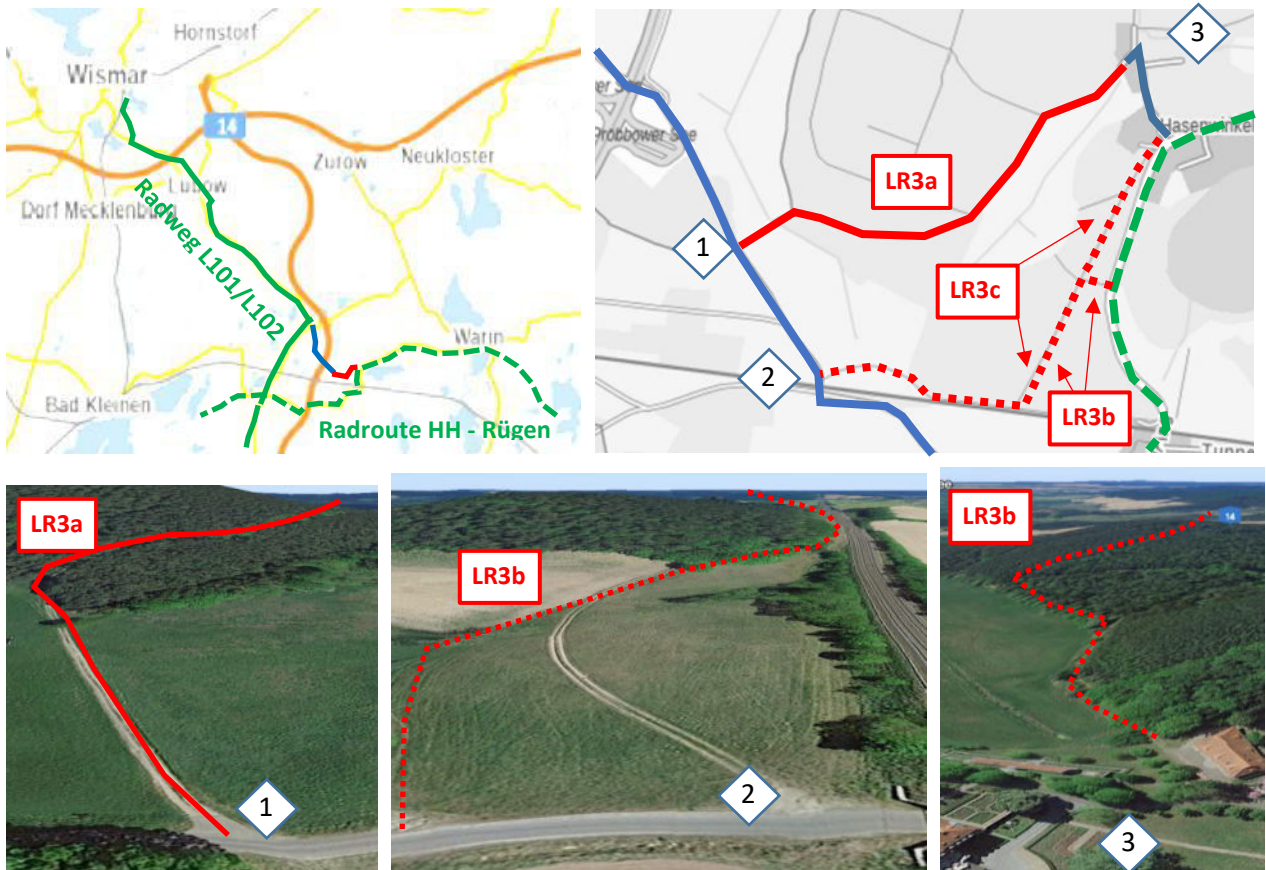 Hornstorf
Wismar
14
Zurow
Neukloster
Lübow
Dorf Mecklenburg
Radweg L101/L102
Warin
Bad Kleinen
Radroute HH - Rügen
3
Hasenwinkel
LR3a
1
LR3c
2
LR3b
LR3a
1
LR3b
2
LR3b
14
3